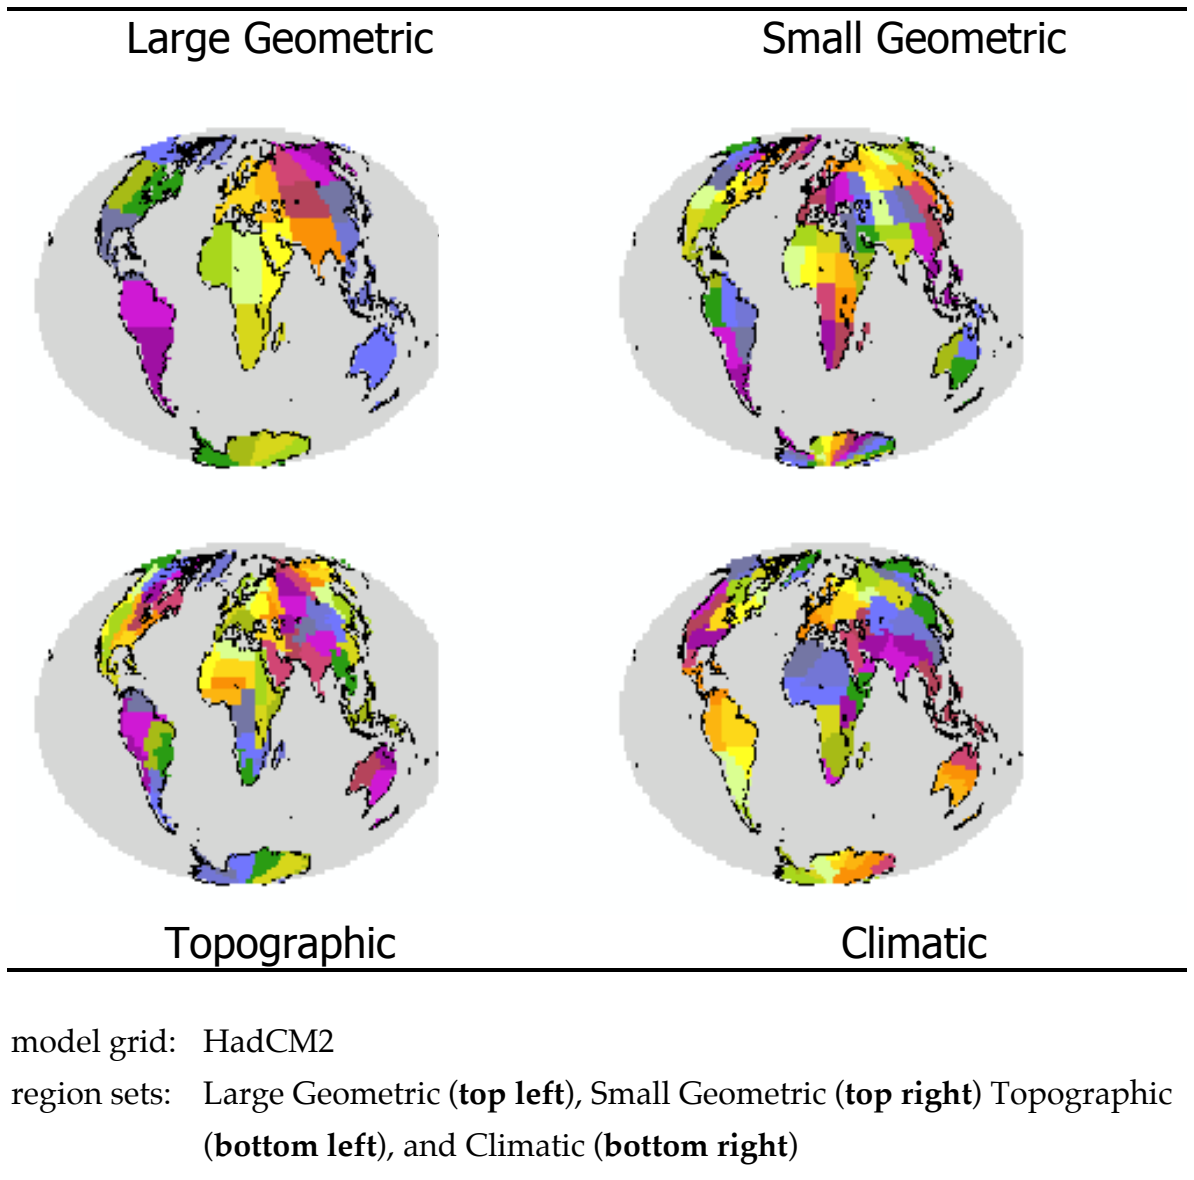 Large Geometric
Small Geometric
Topographic
Climatic
model grid: HadCM2
region sets: Large Geometric (top left), Small Geometric (top right) Topographic
(bottom left), and Climatic (bottom right)